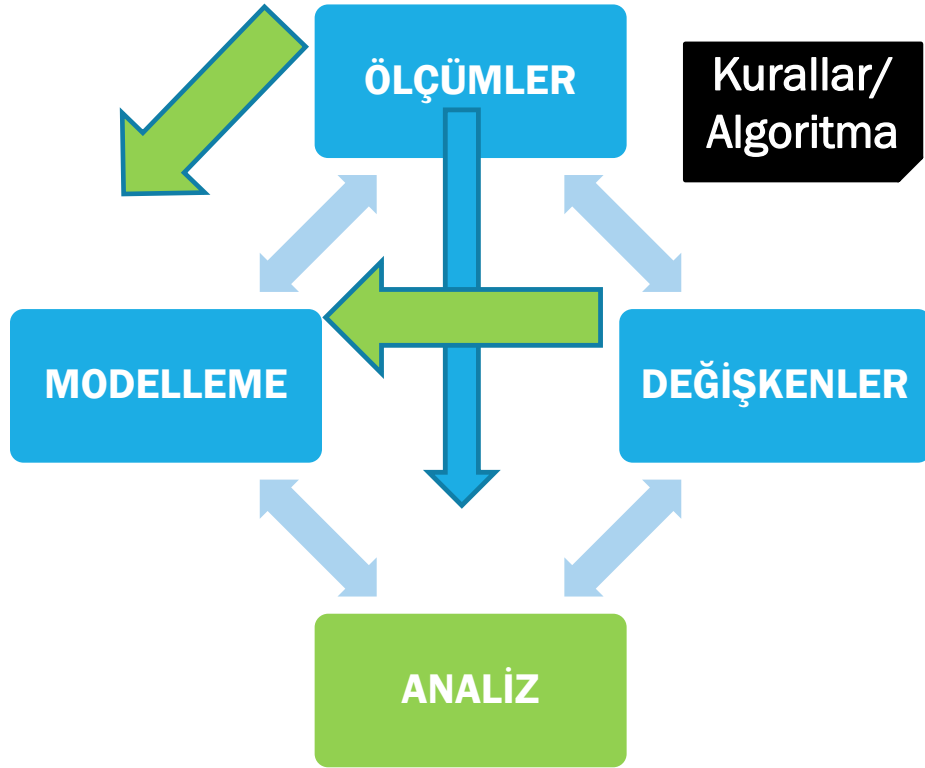 ÖLÇÜMLER
Kurallar/
Algoritma
MODELLEME
DEĞİŞKENLER
ANALİZ